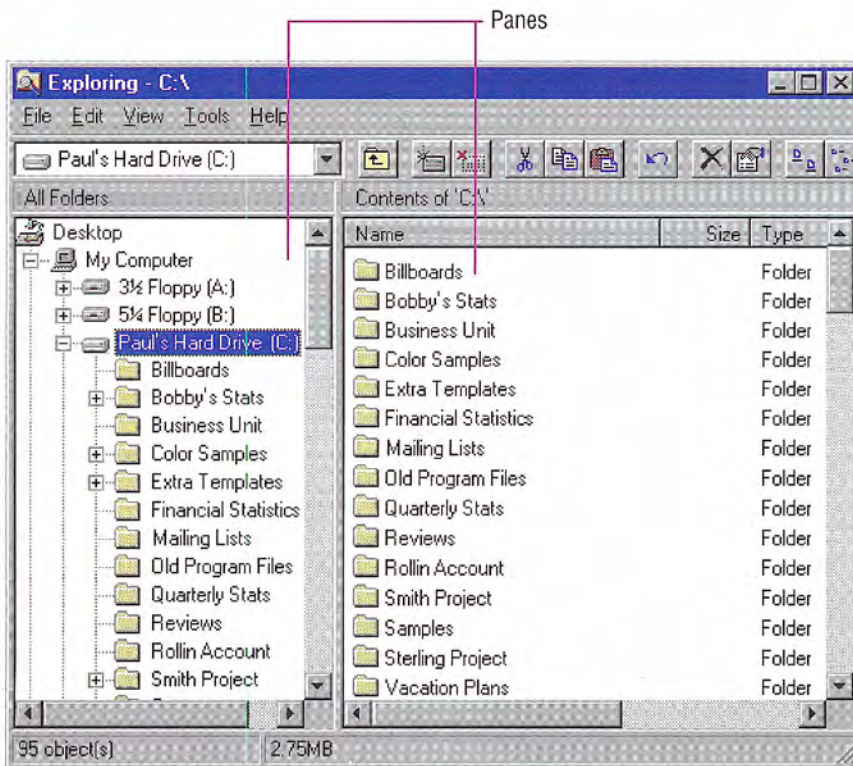 Panes
Exploring - C:\
File Edit View Tools Help
Paul's Hard Drive (C:)
All Folders
Contents of 'C:\'
Desktop
My Computer
3½ Floppy (A:)
5¼ Floppy (B:)
Paul's Hard Drive (C:)
Billboards
Bobby's Stats
Business Unit
Color Samples
Extra Templates
Financial Statistics
Mailing Lists
Old Program Files
Quarterly Stats
Reviews
Rollin Account
Smith Project
Name Size Type
Billboards Folder
Bobby's Stats Folder
Business Unit Folder
Color Samples Folder
Extra Templates Folder
Financial Statistics Folder
Mailing Lists Folder
Old Program Files Folder
Quarterly Stats Folder
Reviews Folder
Rollin Account Folder
Smith Project Folder
Samples Folder
Sterling Project Folder
Vacation Plans Folder
95 object(s) 2.75MB